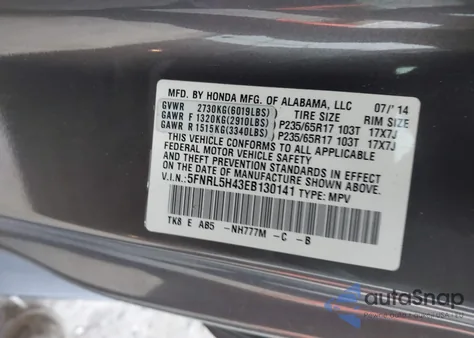 MFD. BY HONDA MFG. OF ALABAMA, LLC 07/'14
GVWR 2730KG(6019LBS) TIRE SIZE RIM SIZE
GAWR F 1320KG(2910LBS) P235/65R17 103T 17X7J
GAWR R 1515KG(3340LBS) P235/65R17 103T 17X7J
THIS VEHICLE CONFORMS TO ALL APPLICABLE
FEDERAL MOTOR VEHICLE SAFETY STANDARDS IN EFFECT
ON THE DATE OF MANUFACTURE SHOWN ABOVE.
V.I.N.: 5FNRL5H43EB130141 TYPE: MPV
TK8 E AB5 -NH777M -C -B
autoSnap